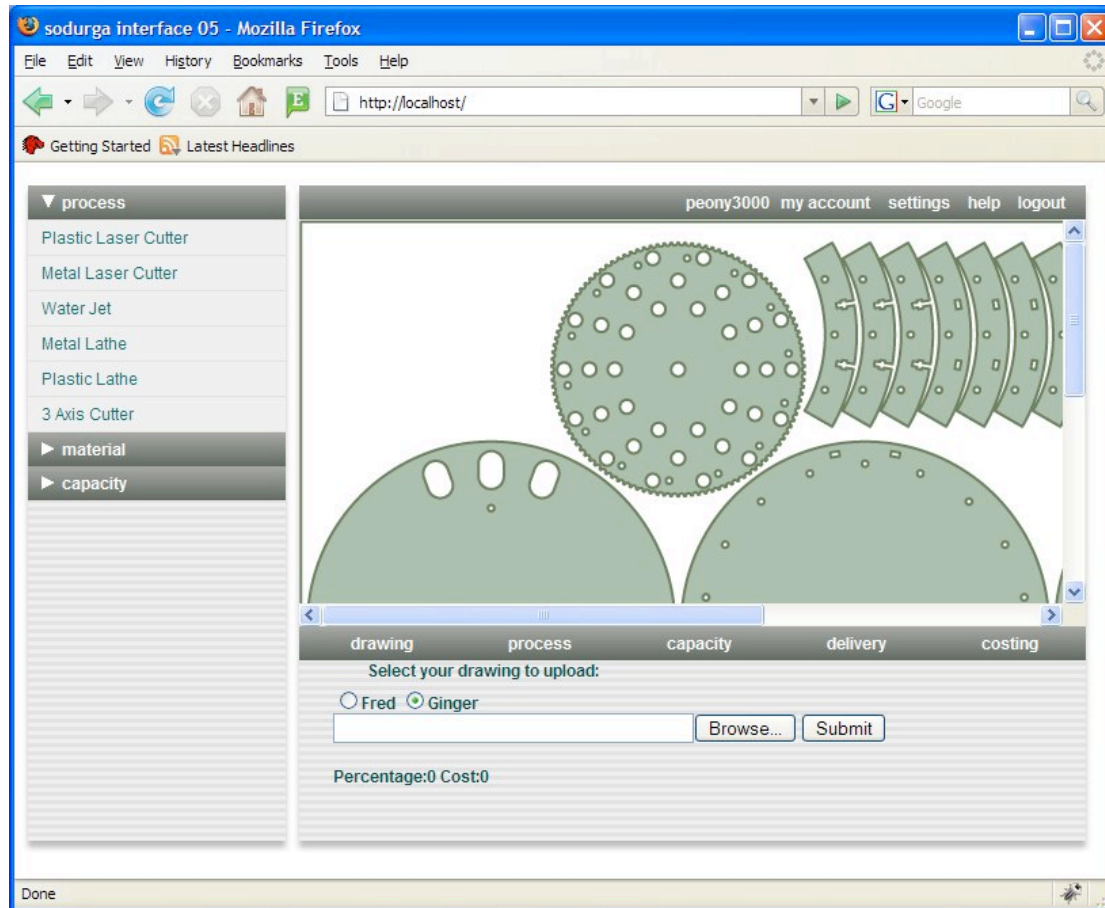 sodurga interface 05 - Mozilla Firefox
File Edit View History Bookmarks Tools Help
E http://localhost/ G Google
Getting Started Latest Headlines
process
peony3000 my account settings help logout
Plastic Laser Cutter
Metal Laser Cutter
Water Jet
Metal Lathe
Plastic Lathe
3 Axis Cutter
material
capacity
drawing process capacity delivery costing
Select your drawing to upload:
Fred Ginger
Browse... Submit
Percentage:0 Cost:0
Done